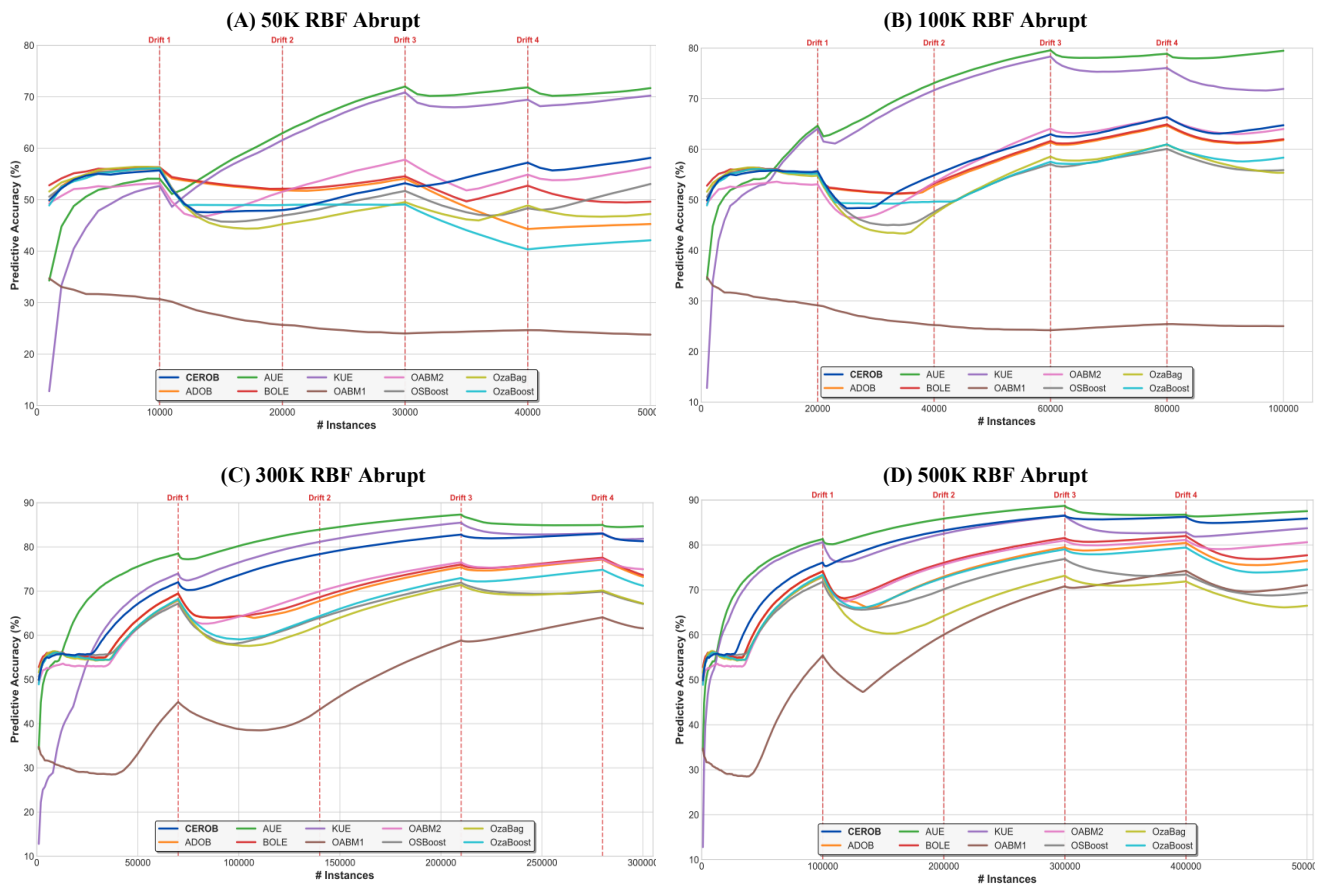 (A) 50K RBF Abrupt
Drift 1 Drift 2 Drift 3 Drift 4
80
70
60
50
40
30
20
10
Predictive Accuracy (%)
CEROB AUE KUE OABM2 OzaBag
ADOB BOLE OABM1 OSBoost OzaBoost
0 10000 20000 30000 40000 5000
# Instances
(B) 100K RBF Abrupt
Drift 1 Drift 2 Drift 3 Drift 4
80
70
60
50
40
30
20
10
Predictive Accuracy (%)
CEROB AUE KUE OABM2 OzaBag
ADOB BOLE OABM1 OSBoost OzaBoost
0 20000 40000 60000 80000 100000
# Instances
(C) 300K RBF Abrupt
Drift 1 Drift 2 Drift 3 Drift 4
90
80
70
60
50
40
30
20
10
Predictive Accuracy (%)
CEROB AUE KUE OABM2 OzaBag
ADOB BOLE OABM1 OSBoost OzaBoost
0 50000 100000 150000 200000 250000 300000
# Instances
(D) 500K RBF Abrupt
Drift 1 Drift 2 Drift 3 Drift 4
90
80
70
60
50
40
30
20
10
Predictive Accuracy (%)
CEROB AUE KUE OABM2 OzaBag
ADOB BOLE OABM1 OSBoost OzaBoost
0 100000 200000 300000 400000 50000
# Instances